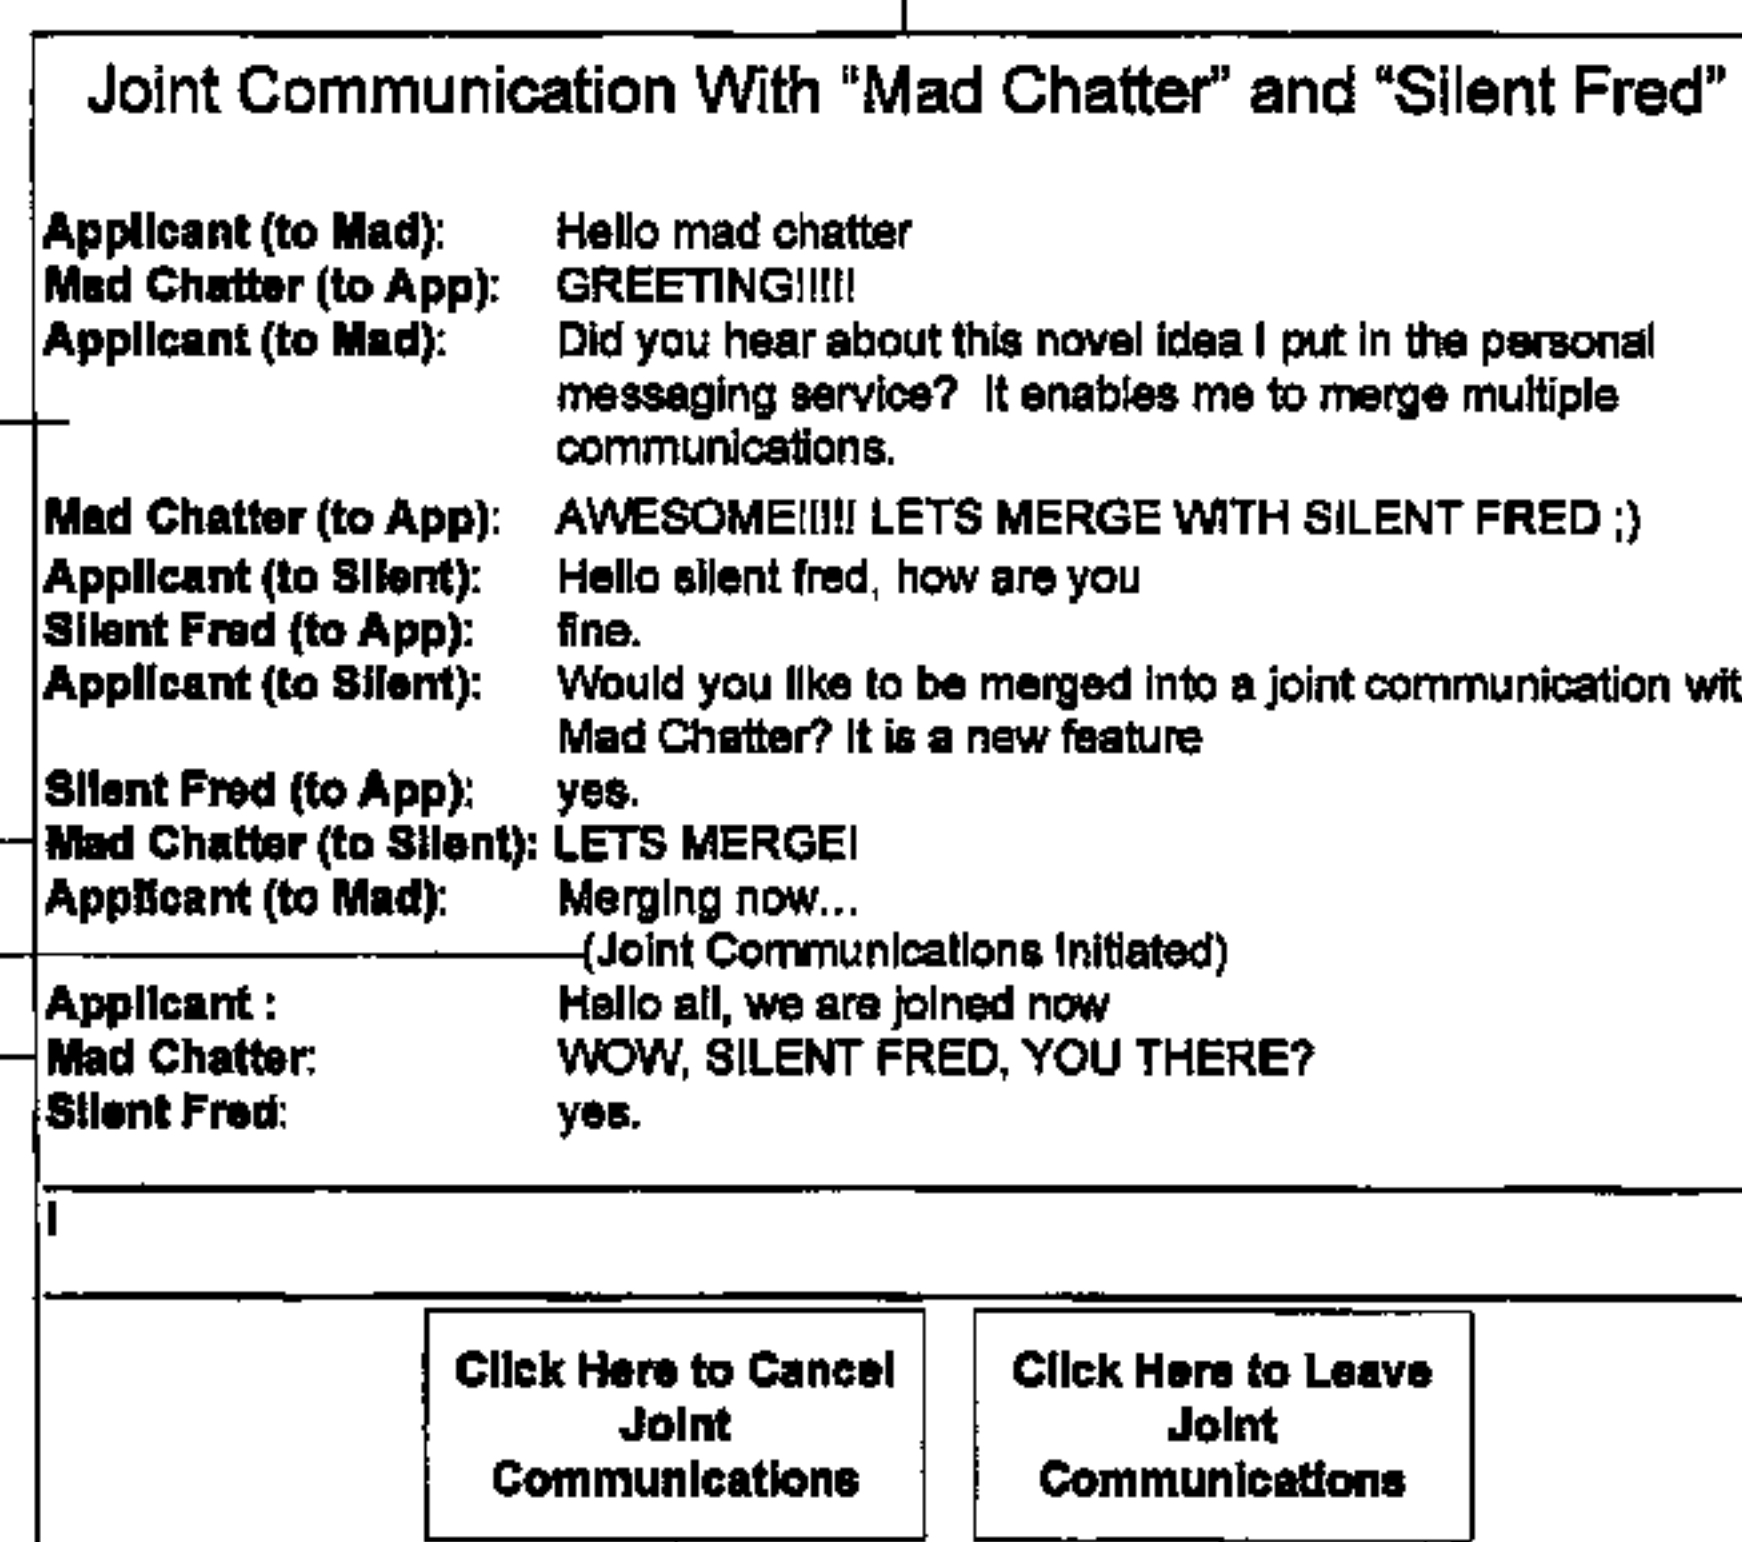 Joint Communication With "Mad Chatter" and "Silent Fred"
Applicant (to Mad): Hello mad chatter
Mad Chatter (to App): GREETING!!!!!
Applicant (to Mad): Did you hear about this novel idea I put in the personal
messaging service? It enables me to merge multiple
communications.
Mad Chatter (to App): AWESOME!!!!! LETS MERGE WITH SILENT FRED ;)
Applicant (to Silent): Hello silent fred, how are you
Silent Fred (to App): fine.
Applicant (to Silent): Would you like to be merged into a joint communication wit
Mad Chatter? It is a new feature
Silent Fred (to App): yes.
Mad Chatter (to Silent): LETS MERGE!
Applicant (to Mad): Merging now...
(Joint Communications Initiated)
Applicant : Hello all, we are joined now
Mad Chatter: WOW, SILENT FRED, YOU THERE?
Silent Fred: yes.
Click Here to Cancel
Joint
Communications
Click Here to Leave
Joint
Communications